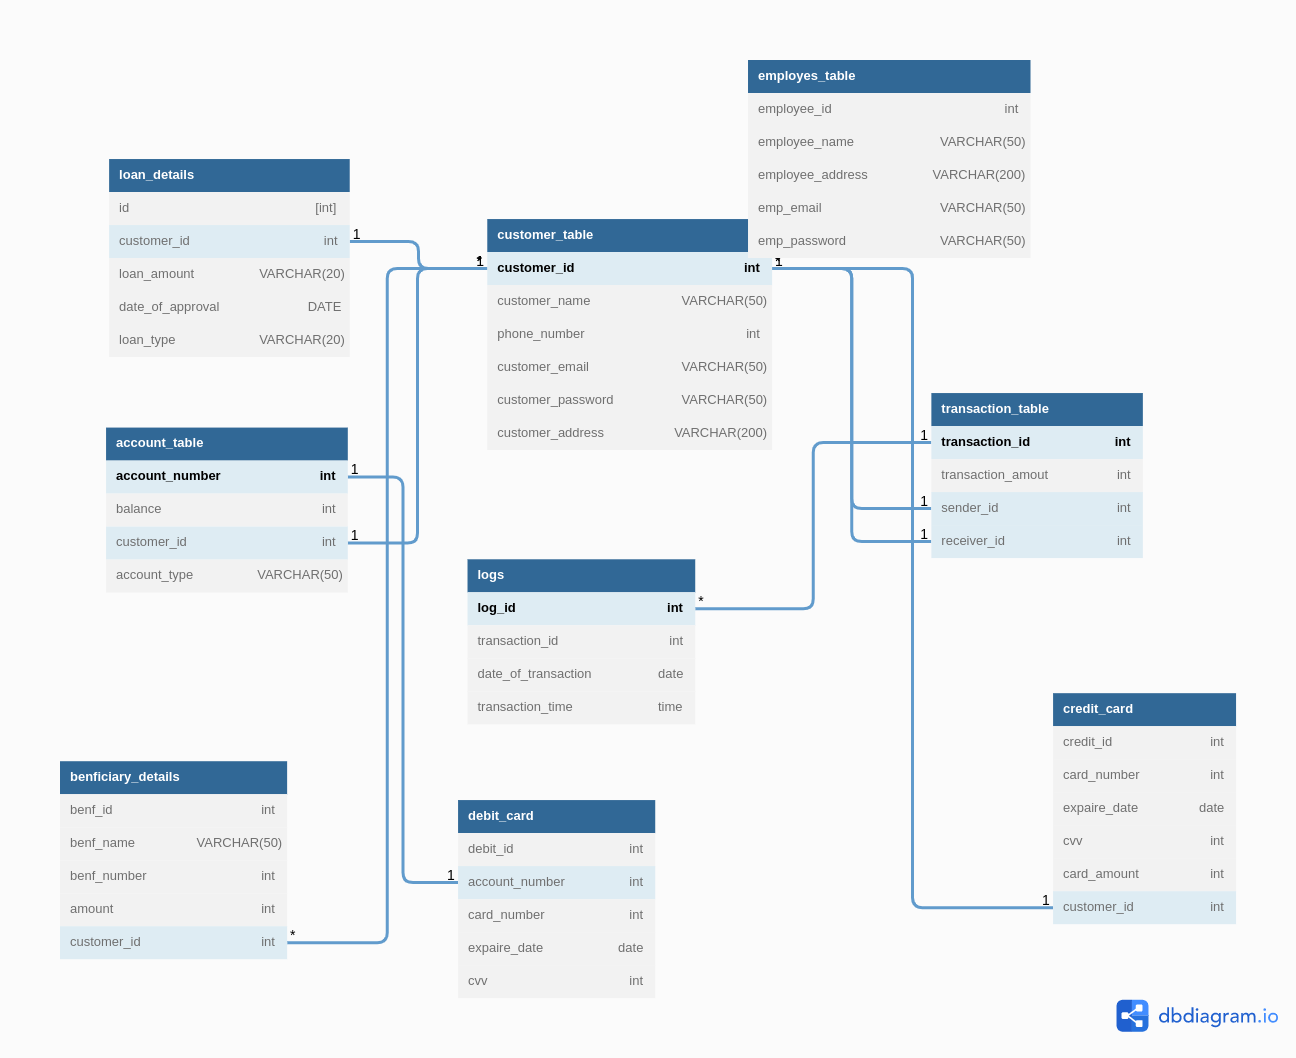 employes_table
employee_id int
employee_name VARCHAR(50)
employee_address VARCHAR(200)
emp_email VARCHAR(50)
emp_password VARCHAR(50)
loan_details
id [int]
customer_id int 1
loan_amount VARCHAR(20)
date_of_approval DATE
loan_type VARCHAR(20)
customer_table
* 1 customer_id int * 1
customer_name VARCHAR(50)
phone_number int
customer_email VARCHAR(50)
customer_password VARCHAR(50)
customer_address VARCHAR(200)
transaction_table
1 transaction_id int
transaction_amout int
1 sender_id int
1 receiver_id int
account_table
account_number int 1
balance int
customer_id int 1
account_type VARCHAR(50)
logs
log_id int *
transaction_id int
date_of_transaction date
transaction_time time
credit_card
credit_id int
card_number int
expaire_date date
cvv int
card_amount int
1 customer_id int
benficiary_details
benf_id int
benf_name VARCHAR(50)
benf_number int
amount int
customer_id int *
debit_card
debit_id int
1 account_number int
card_number int
expaire_date date
cvv int
dbdiagram.io